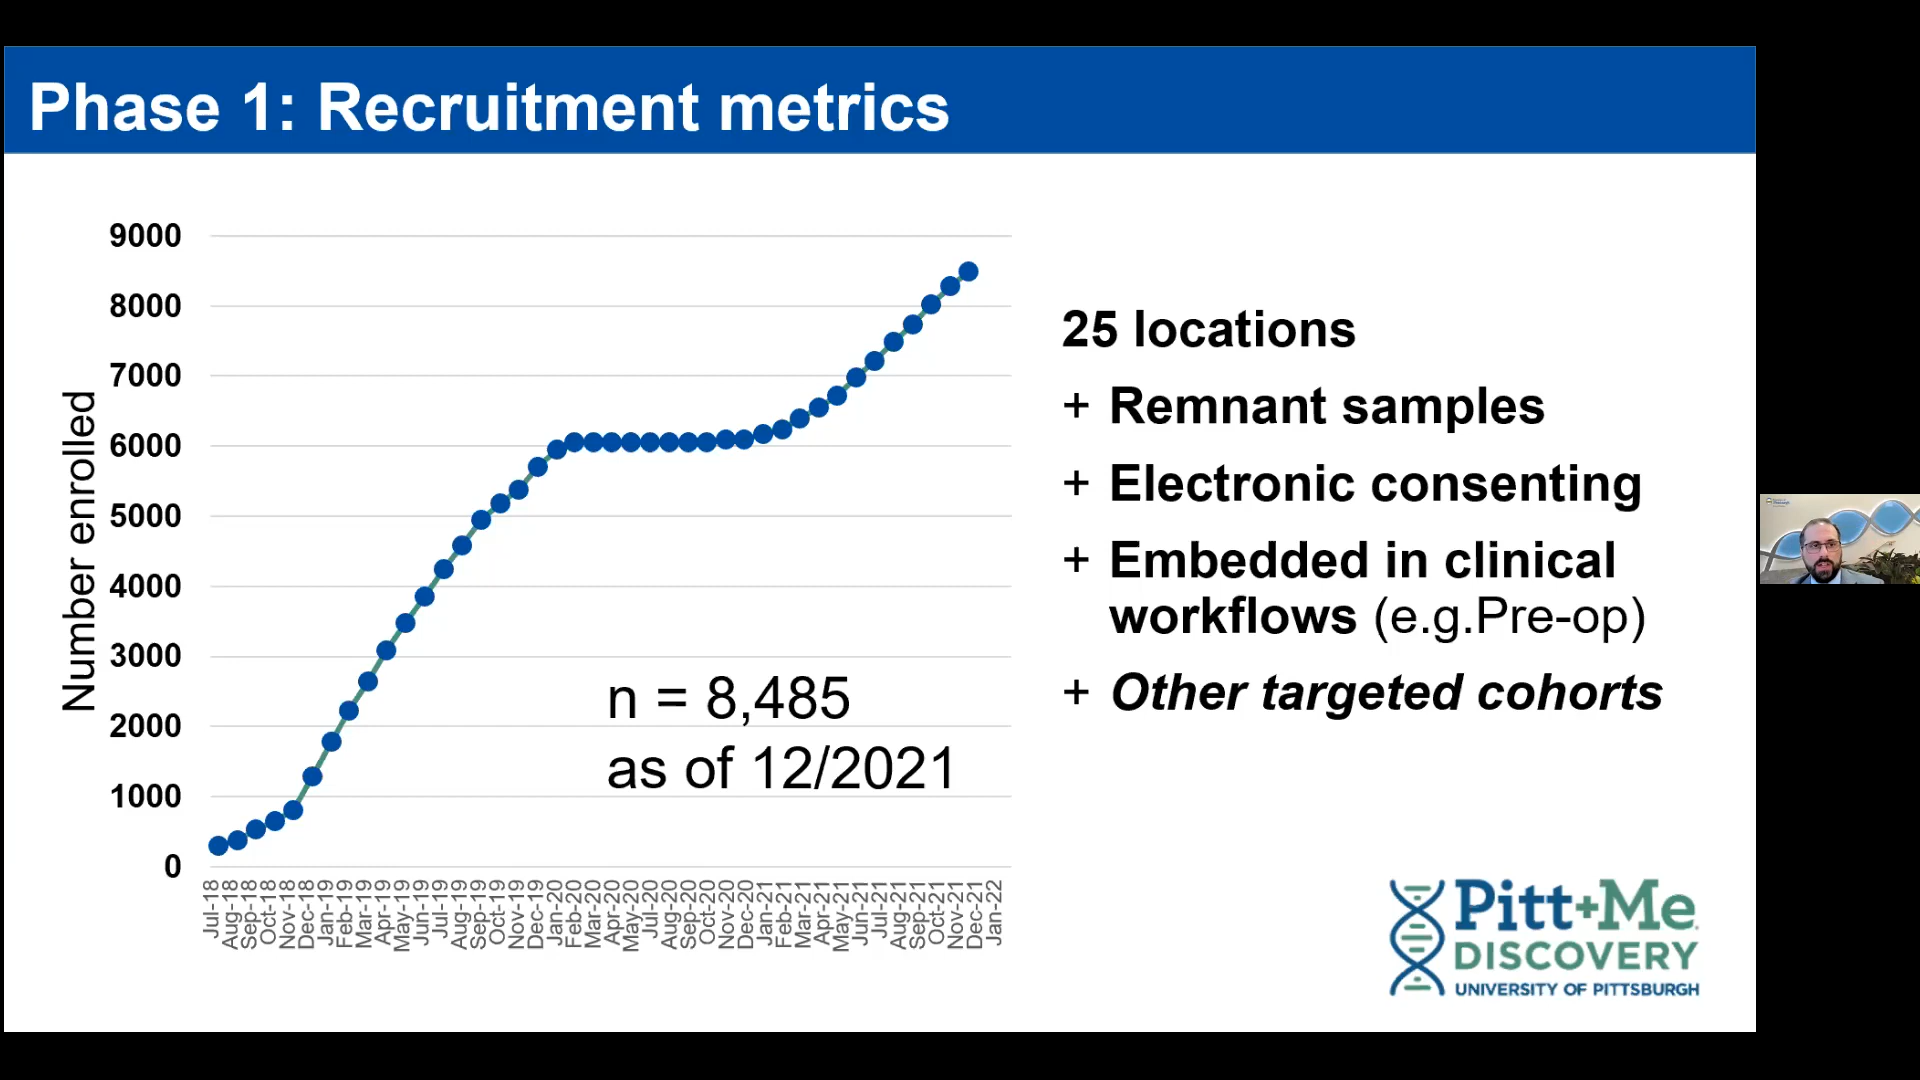 Phase 1: Recruitment metrics
Number enrolled
9000
8000
7000
6000
5000
4000
3000
2000
1000
0
Jul-18
Aug-18
Sep-18
Oct-18
Nov-18
Dec-18
Jan-19
Feb-19
Mar-19
Apr-19
May-19
Jun-19
Jul-19
Aug-19
Sep-19
Oct-19
Nov-19
Dec-19
Jan-20
Feb-20
Mar-20
Apr-20
May-20
Jul-20
Aug-20
Sep-20
Oct-20
Nov-20
Dec-20
Jan-21
Feb-21
Mar-21
Apr-21
May-21
Jun-21
Jul-21
Aug-21
Sep-21
Oct-21
Nov-21
Dec-21
Jan-22
n = 8,485
as of 12/2021
25 locations
+ Remnant samples
+ Electronic consenting
+ Embedded in clinical
workflows (e.g.Pre-op)
+ Other targeted cohorts
Pitt+Me
DISCOVERY
UNIVERSITY OF PITTSBURGH